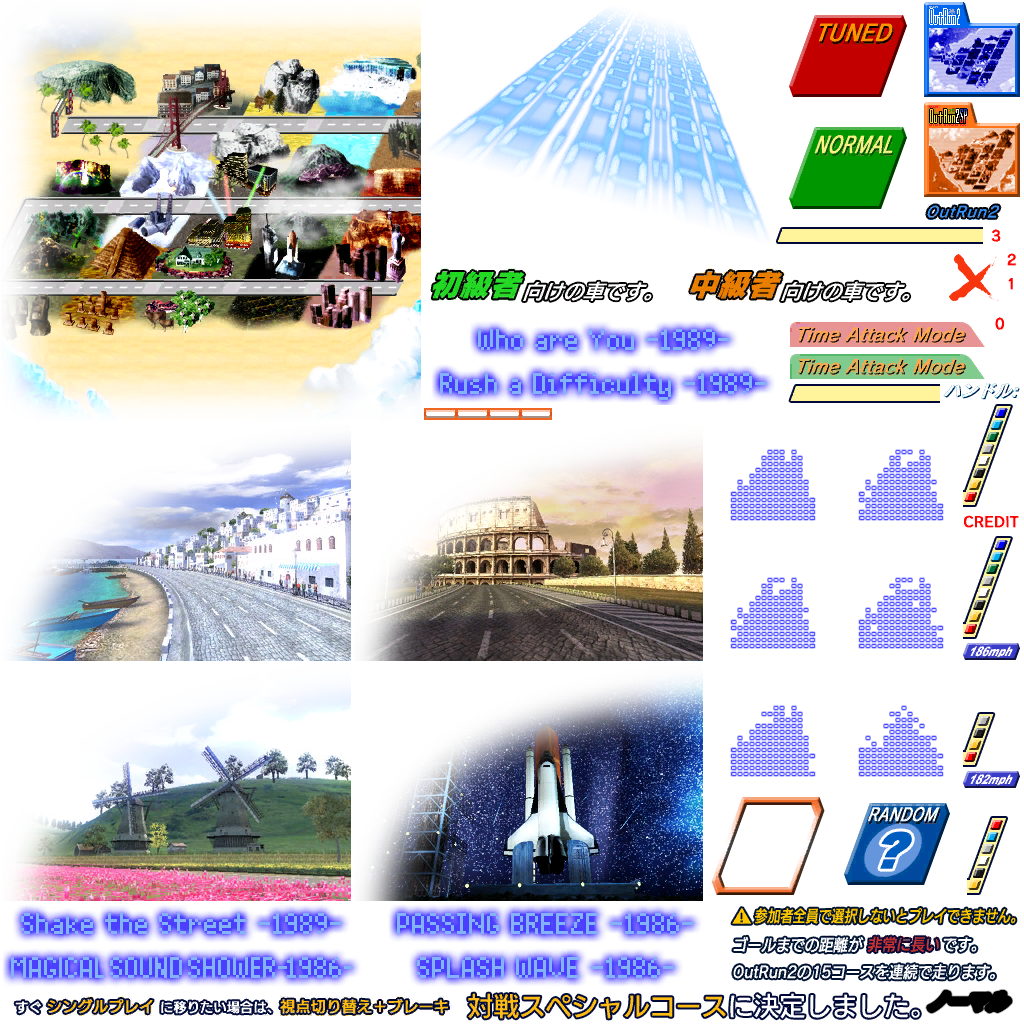 TUNED
OutRun2
OutRun2SP
NORMAL
OutRun2
3
2
1
0
初級者向けの車です。
中級者向けの車です。
Who are You -1989-
Rush a Difficulty -1989-
Time Attack Mode
Time Attack Mode
ハンドル:
CREDIT
186mph
182mph
RANDOM
?
Shake the Street -1989-
PASSING BREEZE -1986-
MAGICAL SOUND SHOWER-1986-
SPLASH WAVE -1986-
参加者全員で選択しないとプレイできません。
ゴールまでの距離が非常に長いです。
OutRun2の15コースを連続で走ります。
すぐシングルプレイに移りたい場合は、視点切り替え+ブレーキ
対戦スペシャルコースに決定しました。
ノーマル